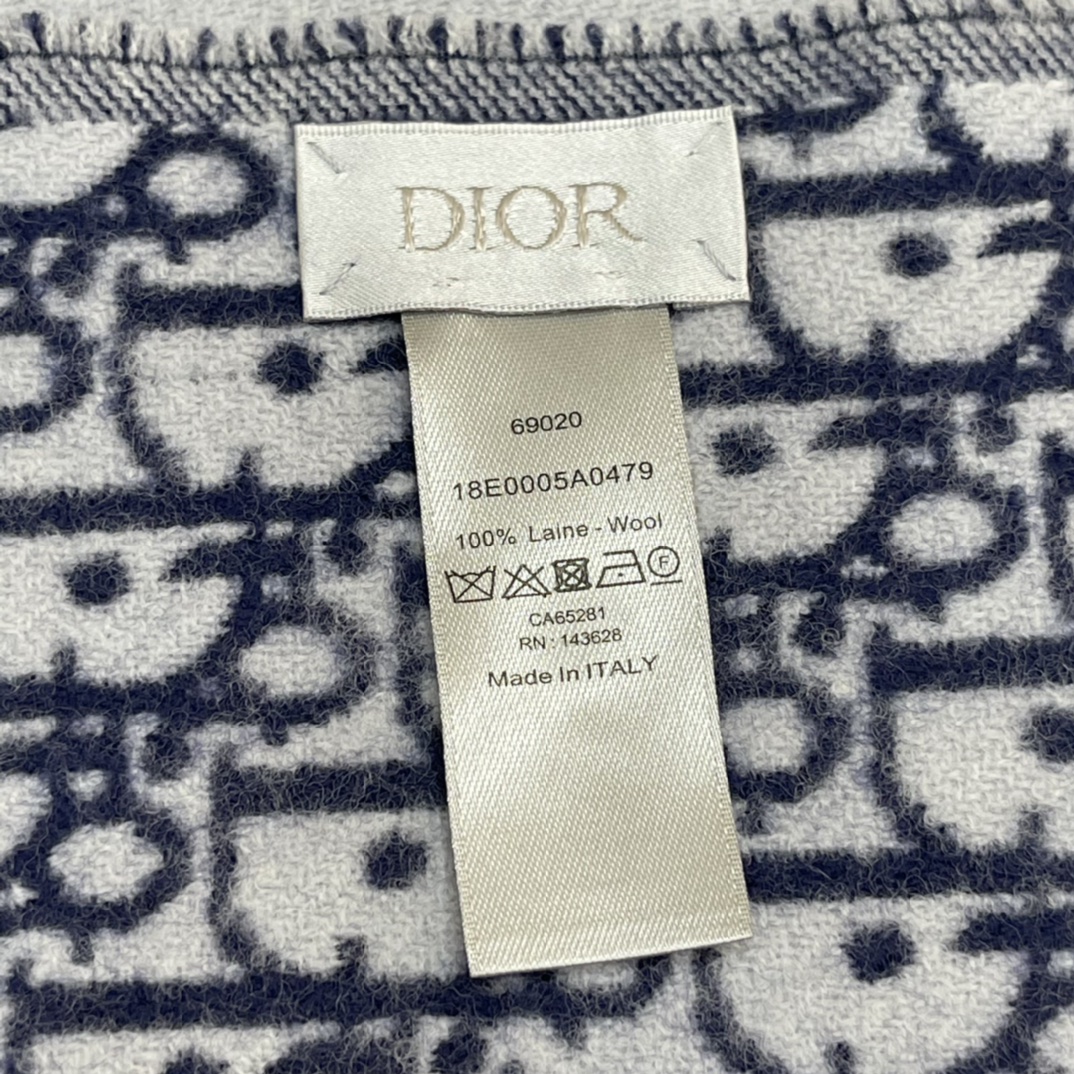 DIOR
69020
18E0005A0479
100% Laine - Wool
F
CA65281
RN : 143628
Made In ITALY